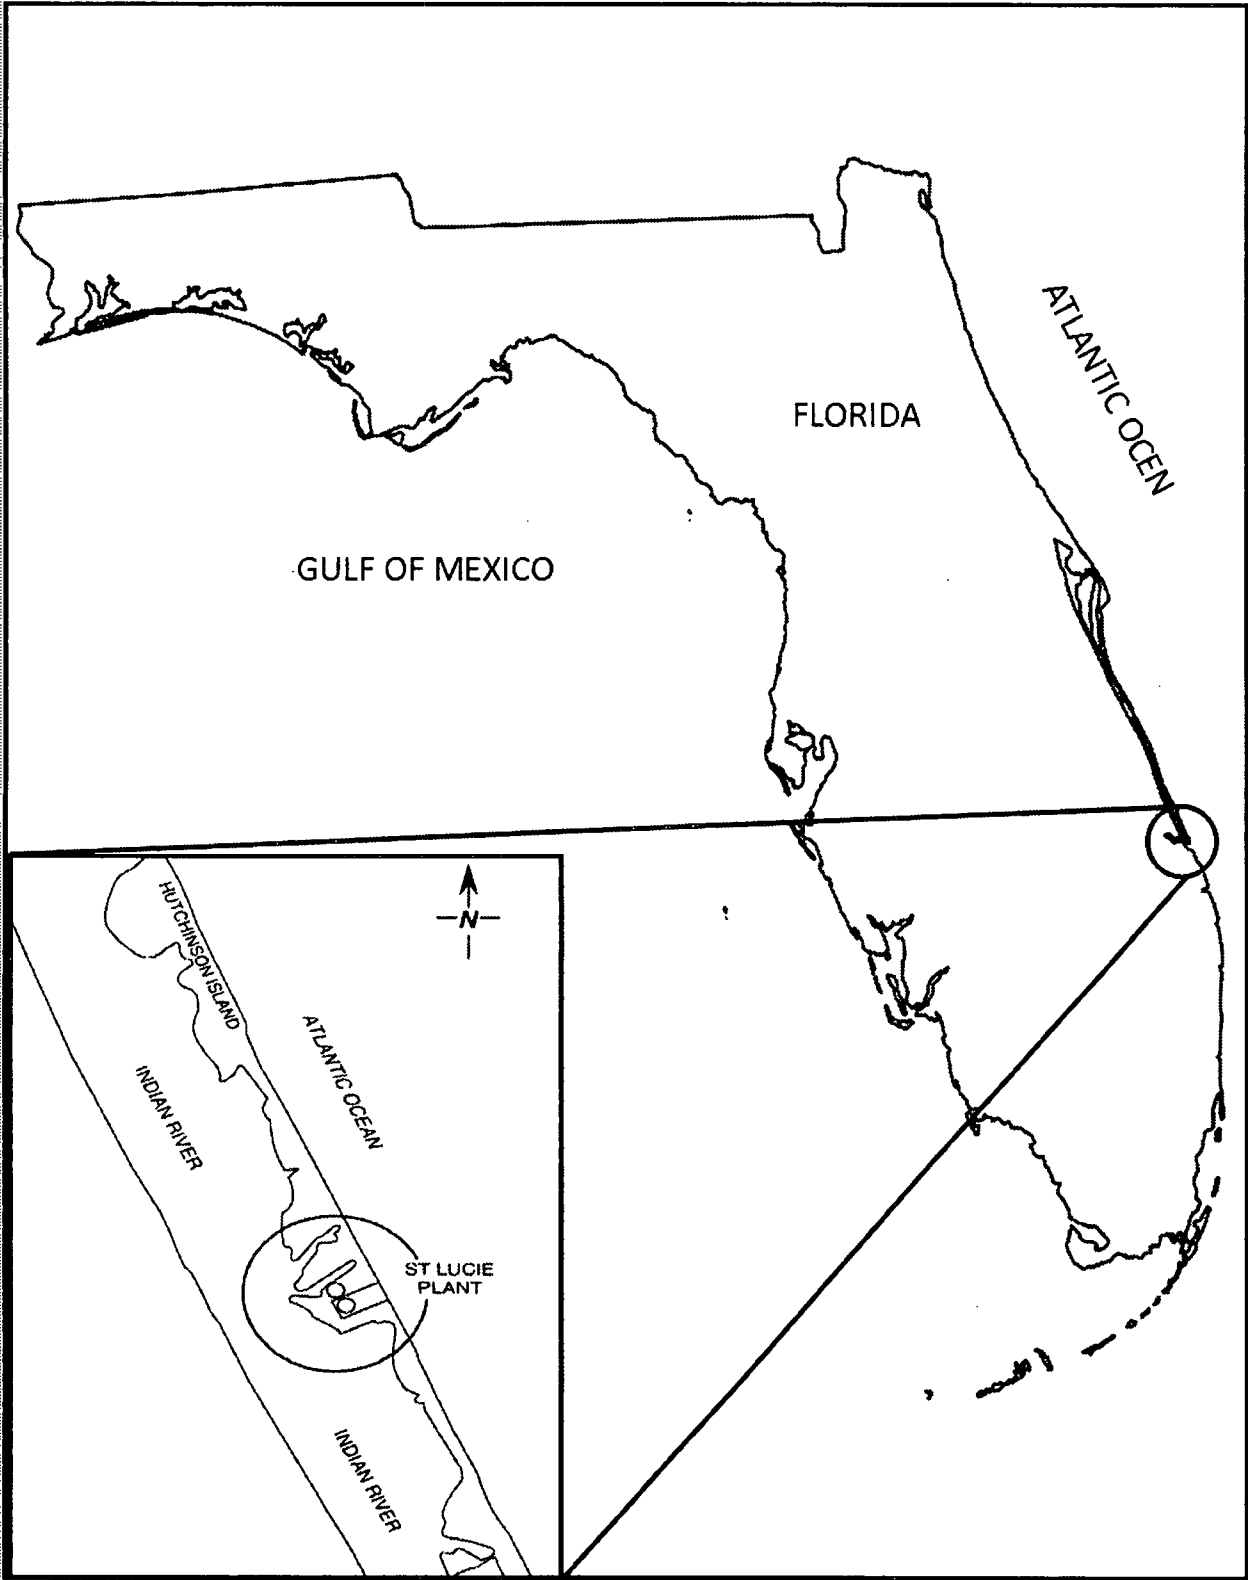 ATLANTIC OCEN
FLORIDA
GULF OF MEXICO
N
HUTCHINSON ISLAND
ATLANTIC OCEAN
INDIAN RIVER
ST LUCIE
PLANT
INDIAN RIVER